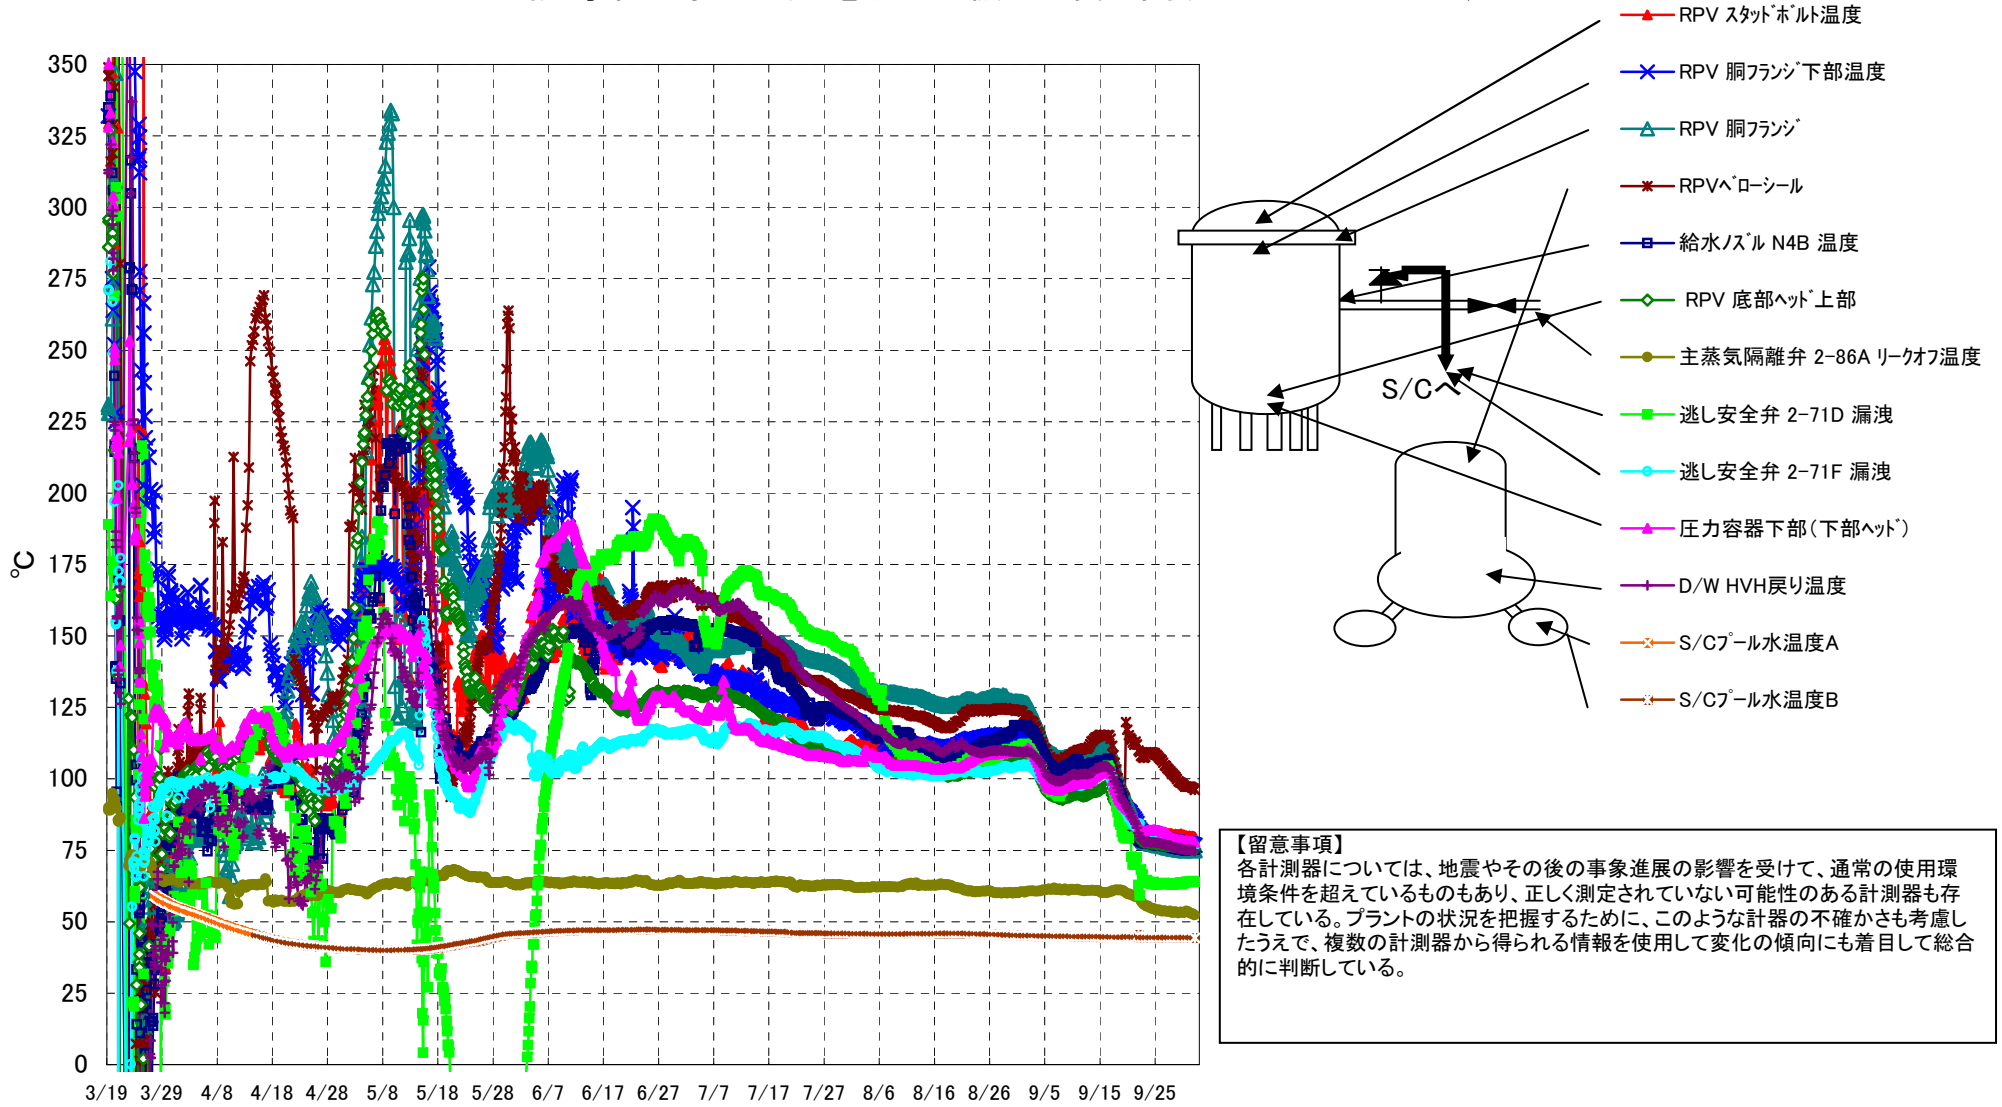 RPV スタッドボルト温度
RPV 胴フランジ下部温度
RPV 胴フランジ
RPVベローシール
給水ノズル N4B 温度
RPV 底部ヘッド上部
主蒸気隔離弁 2-86A リークオフ温度
逃し安全弁 2-71D 漏洩
逃し安全弁 2-71F 漏洩
圧力容器下部(下部ヘッド)
D/W HVH戻り温度
S/Cプール水温度A
S/Cプール水温度B
S/Cへ
℃
350
325
300
275
250
225
200
175
150
125
100
75
50
25
0
3/19 3/29 4/8 4/18 4/28 5/8 5/18 5/28 6/7 6/17 6/27 7/7 7/17 7/27 8/6 8/16 8/26 9/5 9/15 9/25
【留意事項】
各計測器については、地震やその後の事象進展の影響を受けて、通常の使用環
境条件を超えているものもあり、正しく測定されていない可能性のある計測器も存
在している。プラントの状況を把握するために、このような計器の不確かさも考慮し
たうえで、複数の計測器から得られる情報を使用して変化の傾向にも着目して総合
的に判断している。